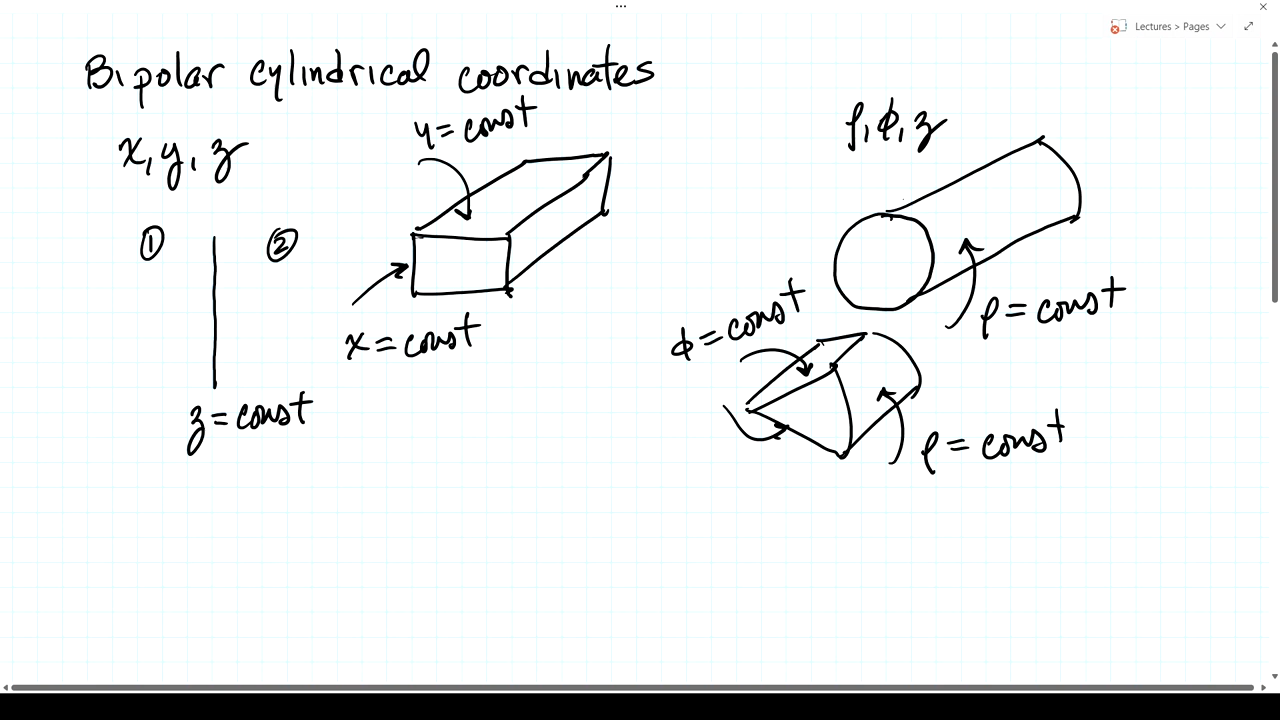 Lectures > Pages
Bipolar cylindrical coordinates
x, y, z
y = const
ρ, ϕ, z
① ②
x = const
z = const
ρ = const
ϕ = const
ρ = const